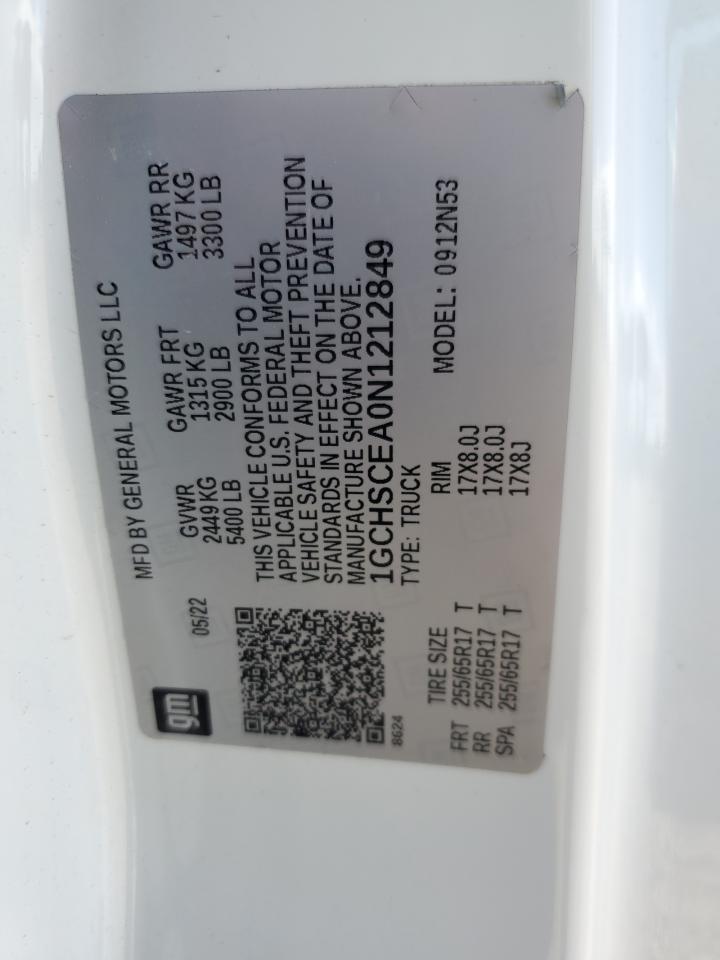 gm
MFD BY GENERAL MOTORS LLC
05/22
GVWR GAWR FRT GAWR RR
2449 KG 1315 KG 1497 KG
5400 LB 2900 LB 3300 LB
THIS VEHICLE CONFORMS TO ALL
APPLICABLE U.S. FEDERAL MOTOR
VEHICLE SAFETY AND THEFT PREVENTION
STANDARDS IN EFFECT ON THE DATE OF
MANUFACTURE SHOWN ABOVE.
1GCHSCEA0N1212849
8624
TYPE: TRUCK
MODEL: 0912N53
TIRE SIZE RIM
FRT 255/65R17 T 17X8.0J
RR 255/65R17 T 17X8.0J
SPA 255/65R17 T 17X8J